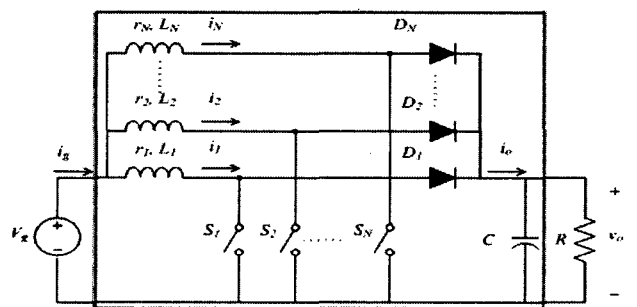 r_N, L_N
i_N
D_N
r_2, L_2
i_2
D_2
i_g
r_1, L_1
i_1
D_1
i_o
+
V_g
+
−
S_1
S_2
......
S_N
C
R
v_o
−